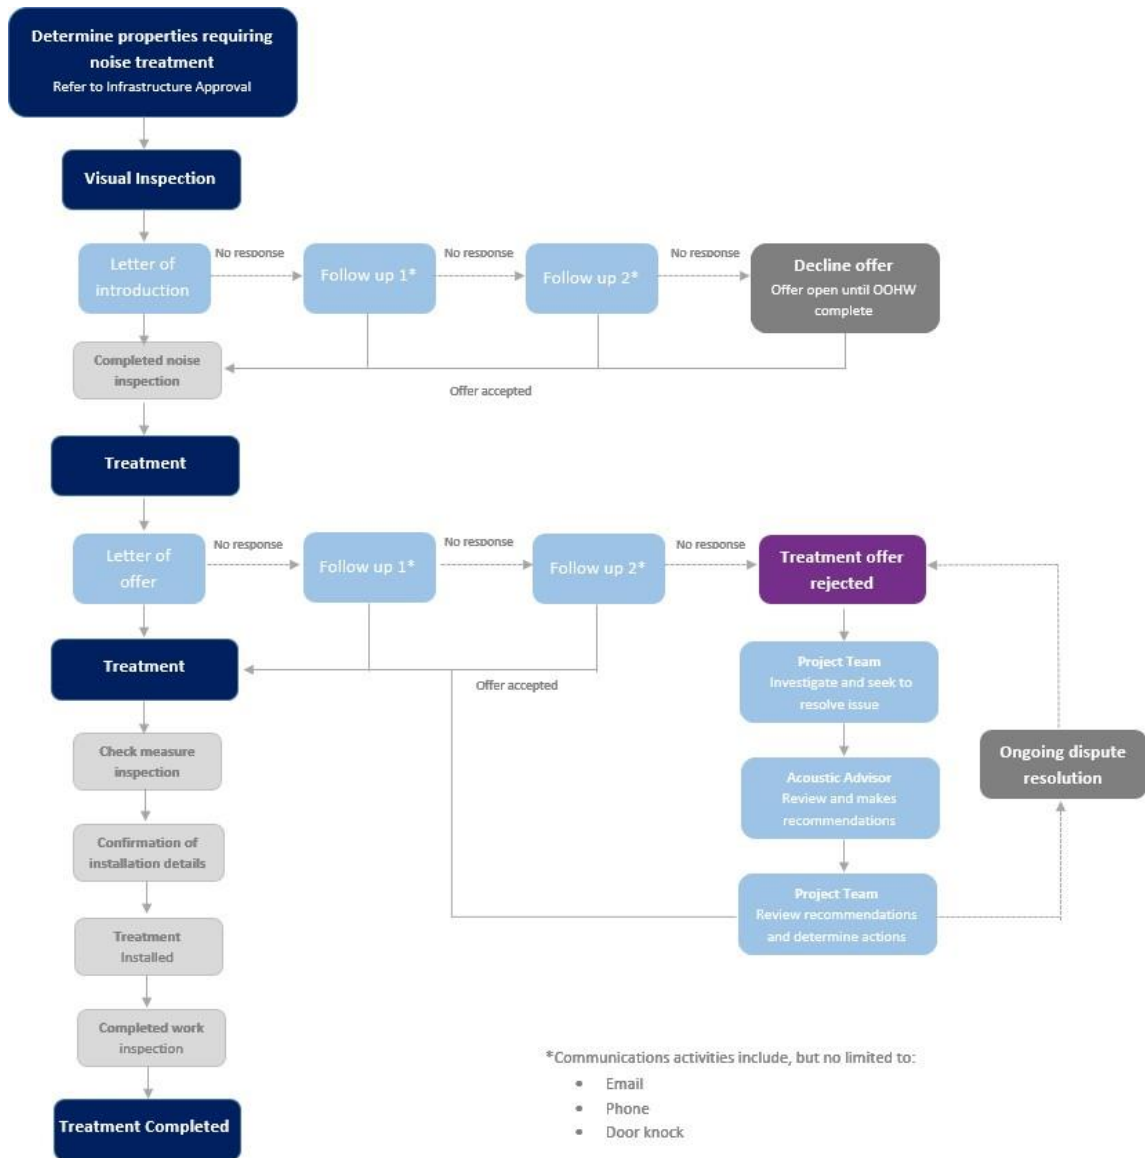 Determine properties requiring
noise treatment
Refer to Infrastructure Approval
Visual Inspection
Letter of
introduction
No response
Follow up 1*
No response
Follow up 2*
No response
Decline offer
Offer open until OOHW
complete
Completed noise
inspection
Offer accepted
Treatment
Letter of
offer
No response
Follow up 1*
No response
Follow up 2*
No response
Treatment offer
rejected
Treatment
Offer accepted
Project Team
Investigate and seek to
resolve issue
Check measure
inspection
Acoustic Advisor
Review and makes
recommendations
Ongoing dispute
resolution
Confirmation of
installation details
Project Team
Review recommendations
and determine actions
Treatment
Installed
Completed work
inspection
Treatment Completed
*Communications activities include, but no limited to:
• Email
• Phone
• Door knock